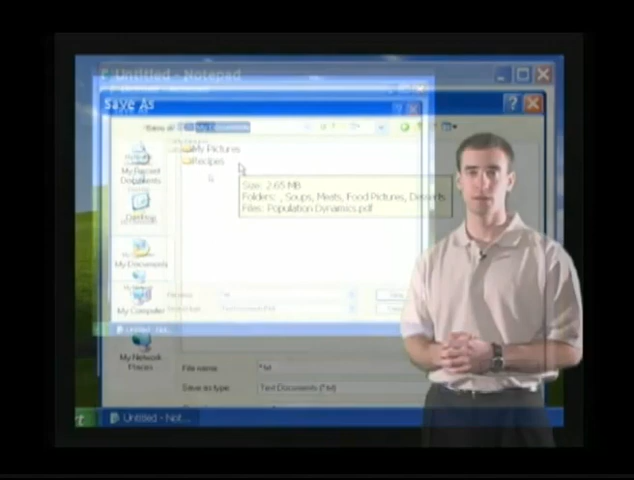 Untitled - Notepad
Save As
My Pictures
Recipes
Size: 2.65 MB
Folders: , Soups, Meats, Food Pictures, Desserts
Files: Population Dynamics.pdf
My Recent
Documents
Desktop
My Documents
My Computer
My Network
Places
File name:
Save as type:
Text Documents (*.txt)
Untitled - Not...